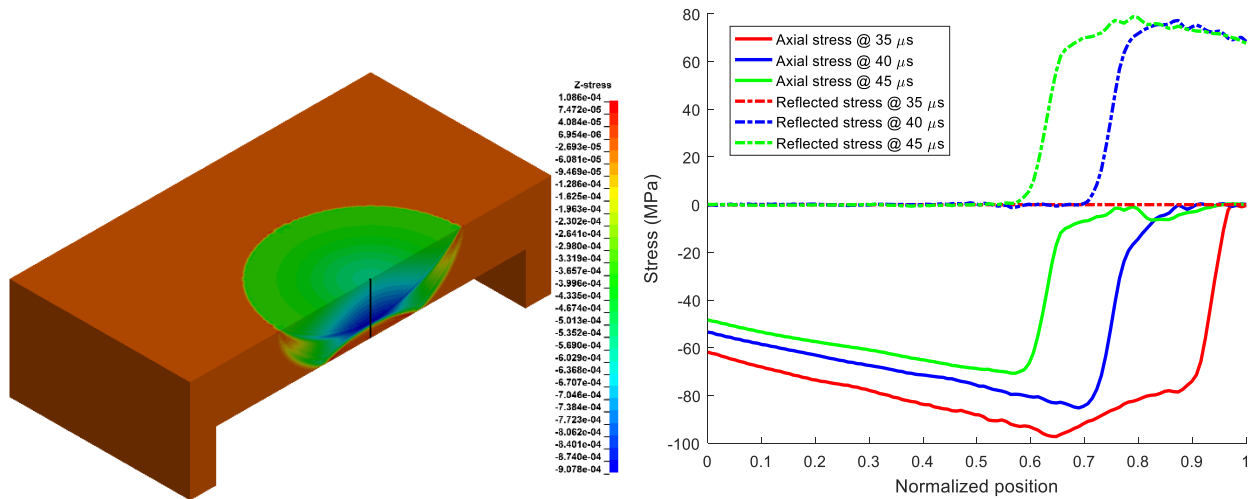 Z-stress
1.086e-04
7.472e-05
4.084e-05
6.954e-06
-2.693e-05
-6.081e-05
-9.470e-05
-1.286e-04
-1.625e-04
-1.963e-04
-2.302e-04
-2.641e-04
-2.980e-04
-3.319e-04
-3.657e-04
-3.996e-04
-4.335e-04
-4.674e-04
-5.013e-04
-5.352e-04
-5.690e-04
-6.029e-04
-6.368e-04
-6.707e-04
-7.046e-04
-7.384e-04
-7.723e-04
-8.062e-04
-8.401e-04
-8.740e-04
-9.078e-04
Axial stress @ 35 μs
Axial stress @ 40 μs
Axial stress @ 45 μs
Reflected stress @ 35 μs
Reflected stress @ 40 μs
Reflected stress @ 45 μs
Stress (MPa)
80
60
40
20
0
-20
-40
-60
-80
-100
0 0.1 0.2 0.3 0.4 0.5 0.6 0.7 0.8 0.9 1
Normalized position